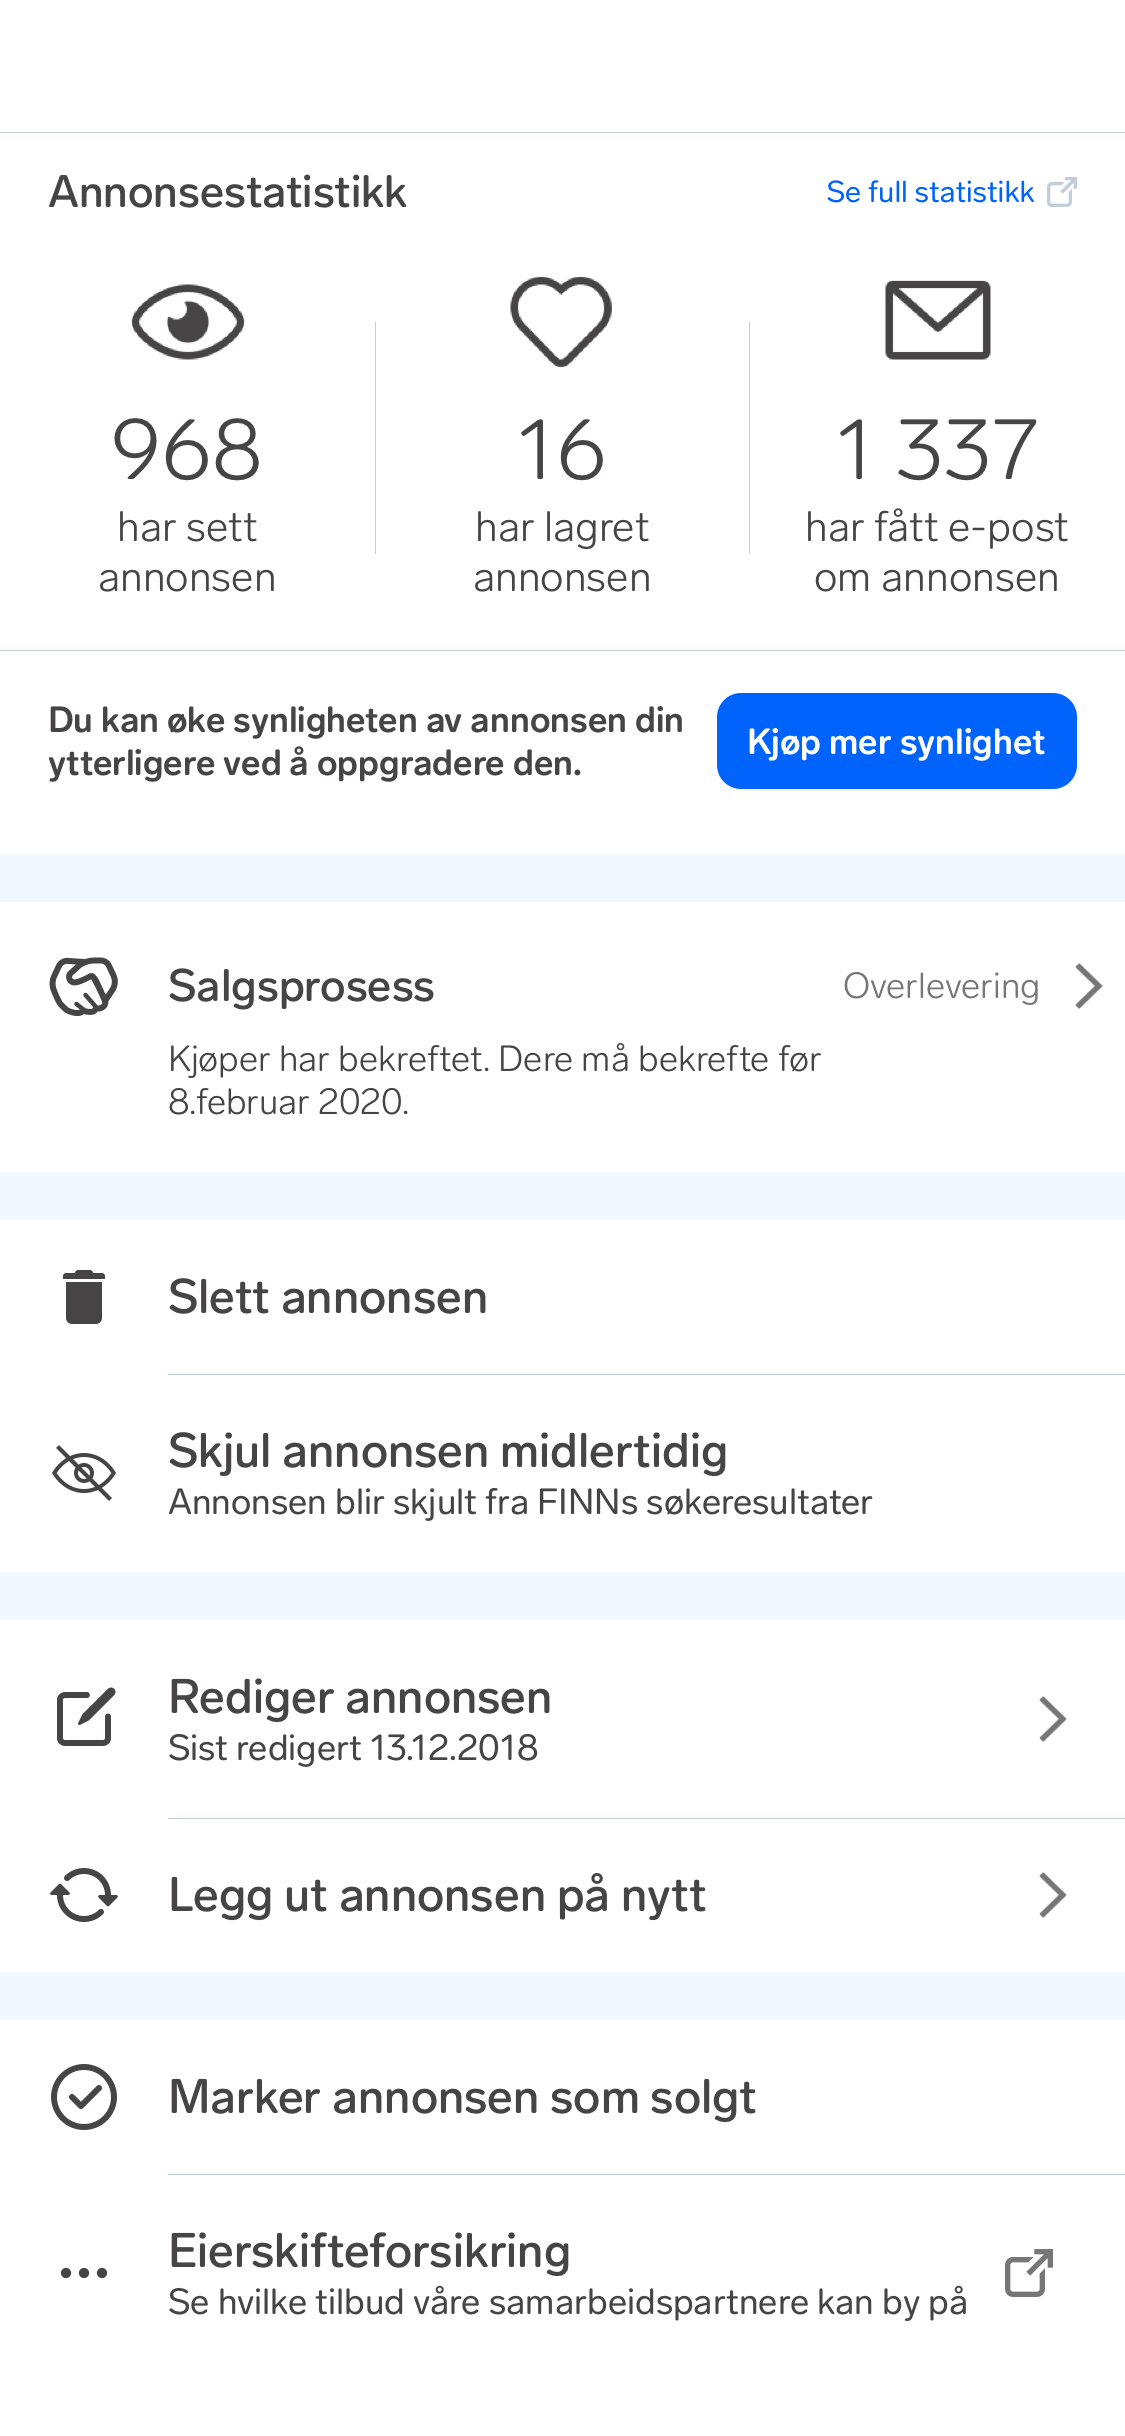 Annonsestatistikk
Se full statistikk
968
har sett
annonsen
16
har lagret
annonsen
1 337
har fått e-post
om annonsen
Du kan øke synligheten av annonsen din
ytterligere ved å oppgradere den.
Kjøp mer synlighet
Salgsprosess
Overlevering
Kjøper har bekreftet. Dere må bekrefte før
8.februar 2020.
Slett annonsen
Skjul annonsen midlertidig
Annonsen blir skjult fra FINNs søkeresultater
Rediger annonsen
Sist redigert 13.12.2018
Legg ut annonsen på nytt
Marker annonsen som solgt
Eierskifteforsikring
Se hvilke tilbud våre samarbeidspartnere kan by på